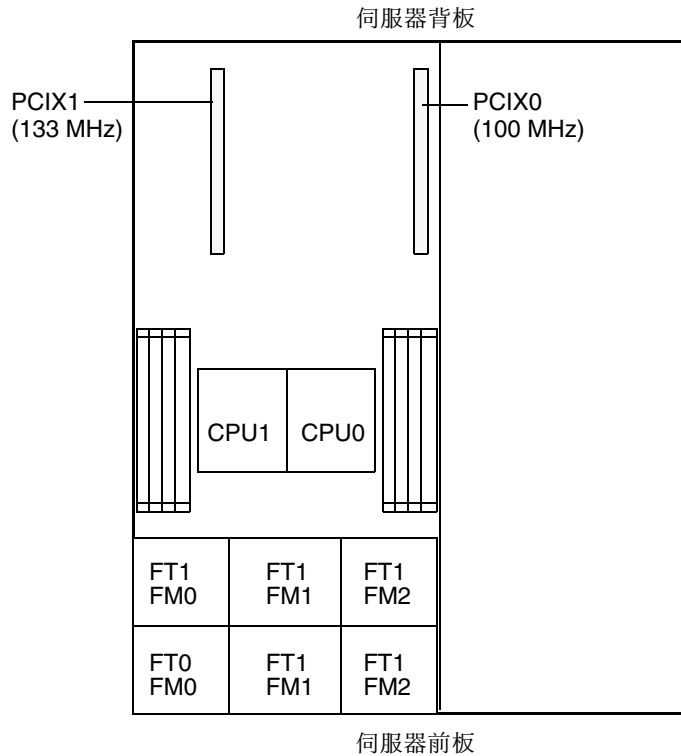 伺服器背板
PCIX1
(133 MHz)
PCIX0
(100 MHz)
CPU1
CPU0
FT1
FM0
FT1
FM1
FT1
FM2
FT0
FM0
FT1
FM1
FT1
FM2
伺服器前板